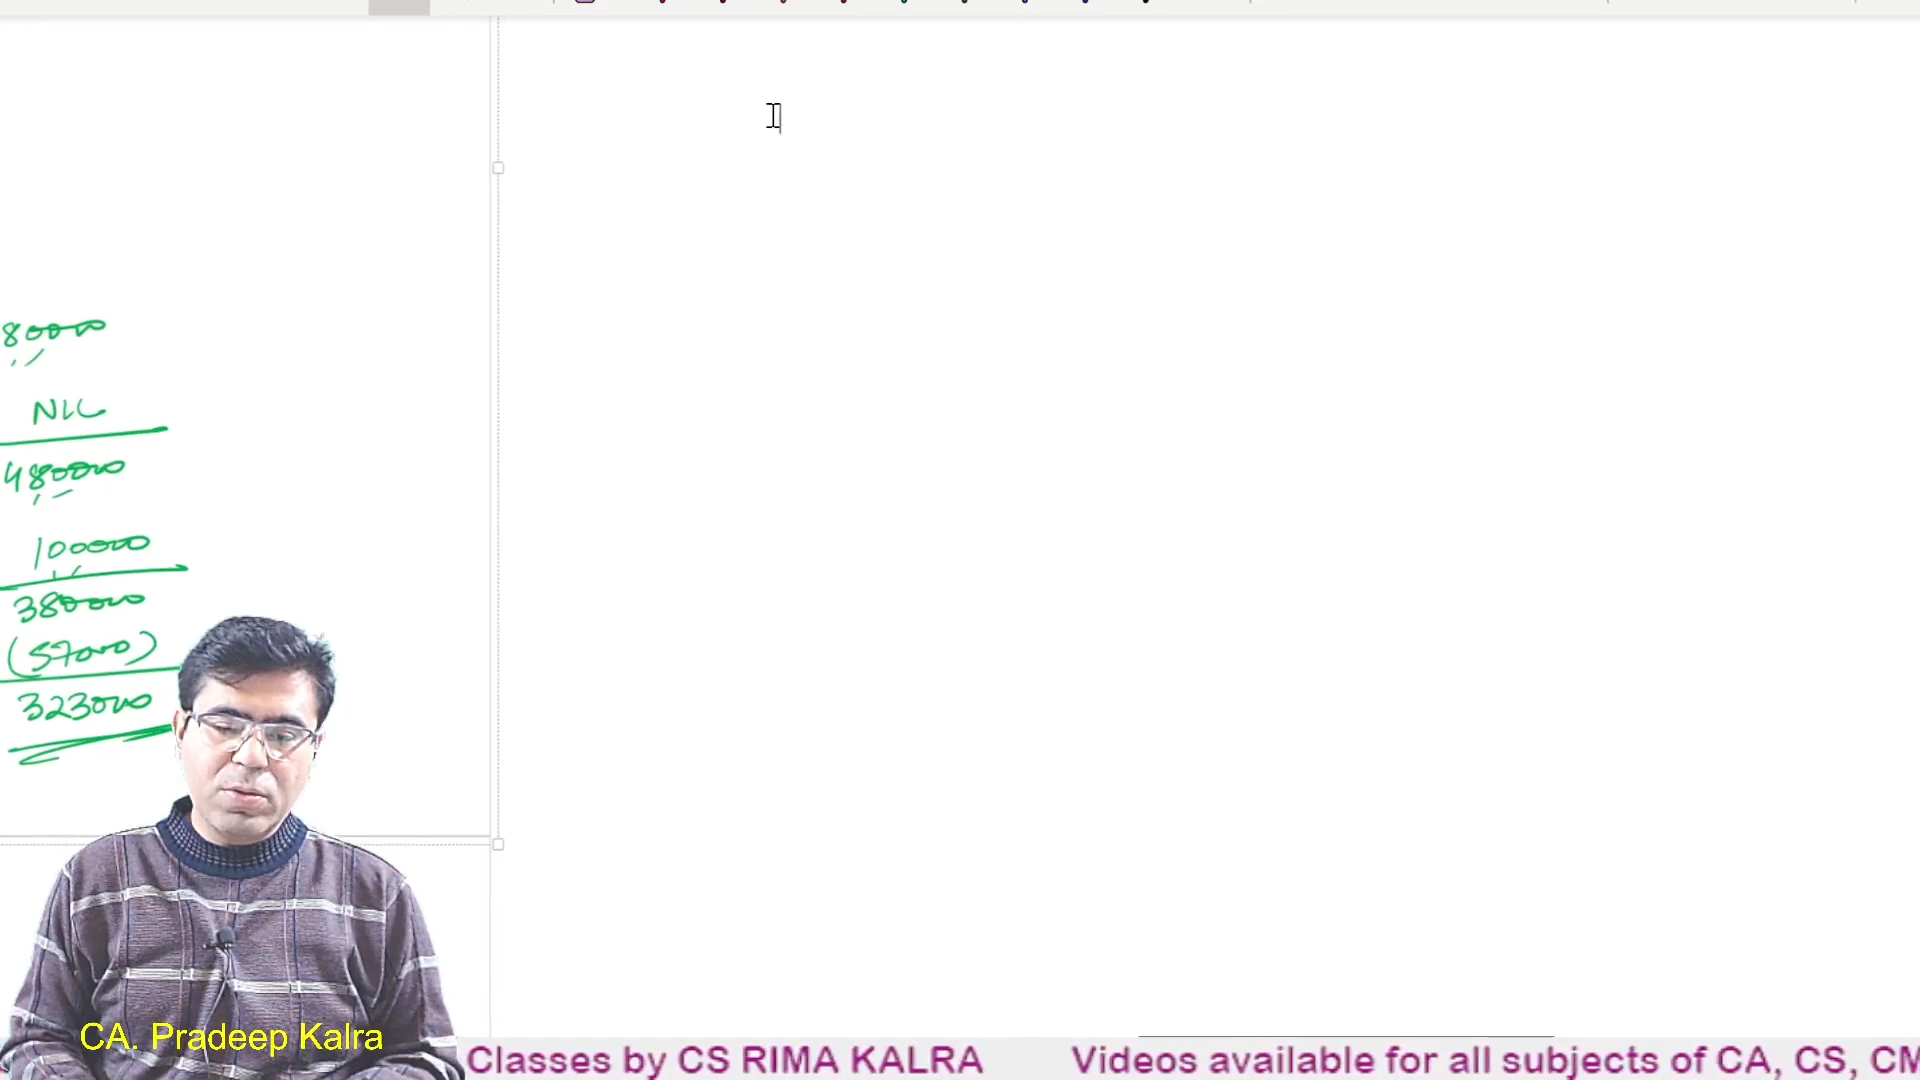 80000
NIL
480000
100000
380000
(57000)
323000
CA. Pradeep Kalra
Classes by CS RIMA KALRA Videos available for all subjects of CA, CS, CM